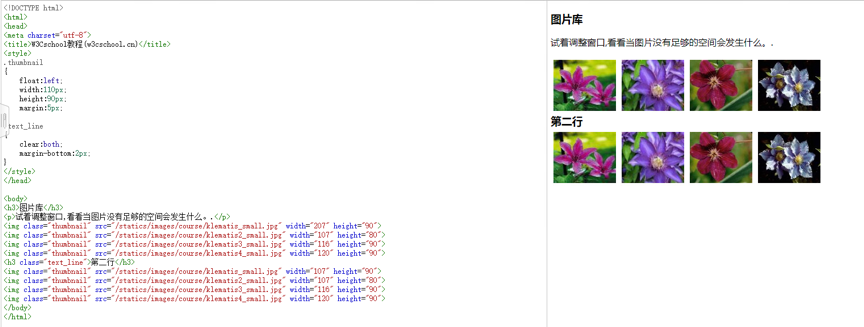 <!DOCTYPE html>
<html>
<head>
<meta charset="utf-8">
<title>W3Cschool教程(w3cschool.cn)</title>
<style>
.thumbnail
{
float:left;
width:110px;
height:90px;
margin:5px;
text_line
{
clear:both;
margin-bottom:2px;
}
</style>
</head>
<body>
<h3>图片库</h3>
<p>试着调整窗口,看看当图片没有足够的空间会发生什么。.</p>
<img class="thumbnail" src="/statics/images/course/klematis_small.jpg" width="207" height="90">
<img class="thumbnail" src="/statics/images/course/klematis2_small.jpg" width="107" height="80">
<img class="thumbnail" src="/statics/images/course/klematis3_small.jpg" width="116" height="90">
<img class="thumbnail" src="/statics/images/course/klematis4_small.jpg" width="120" height="90">
<h3 class="text_line">第二行</h3>
<img class="thumbnail" src="/statics/images/course/klematis_small.jpg" width="107" height="90">
<img class="thumbnail" src="/statics/images/course/klematis2_small.jpg" width="107" height="80">
<img class="thumbnail" src="/statics/images/course/klematis3_small.jpg" width="116" height="90">
<img class="thumbnail" src="/statics/images/course/klematis4_small.jpg" width="120" height="90">
</body>
</html>
图片库
试着调整窗口,看看当图片没有足够的空间会发生什么。.
第二行